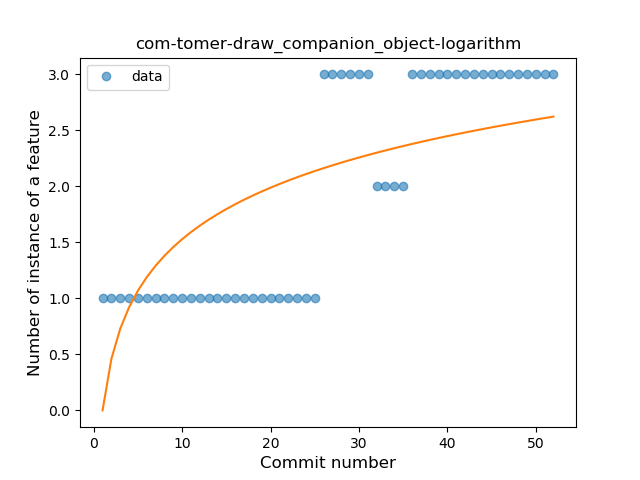 com-tomer-draw_companion_object-logarithm
data
Number of instance of a feature
3.0
2.5
2.0
1.5
1.0
0.5
0.0
0 10 20 30 40 50
Commit number